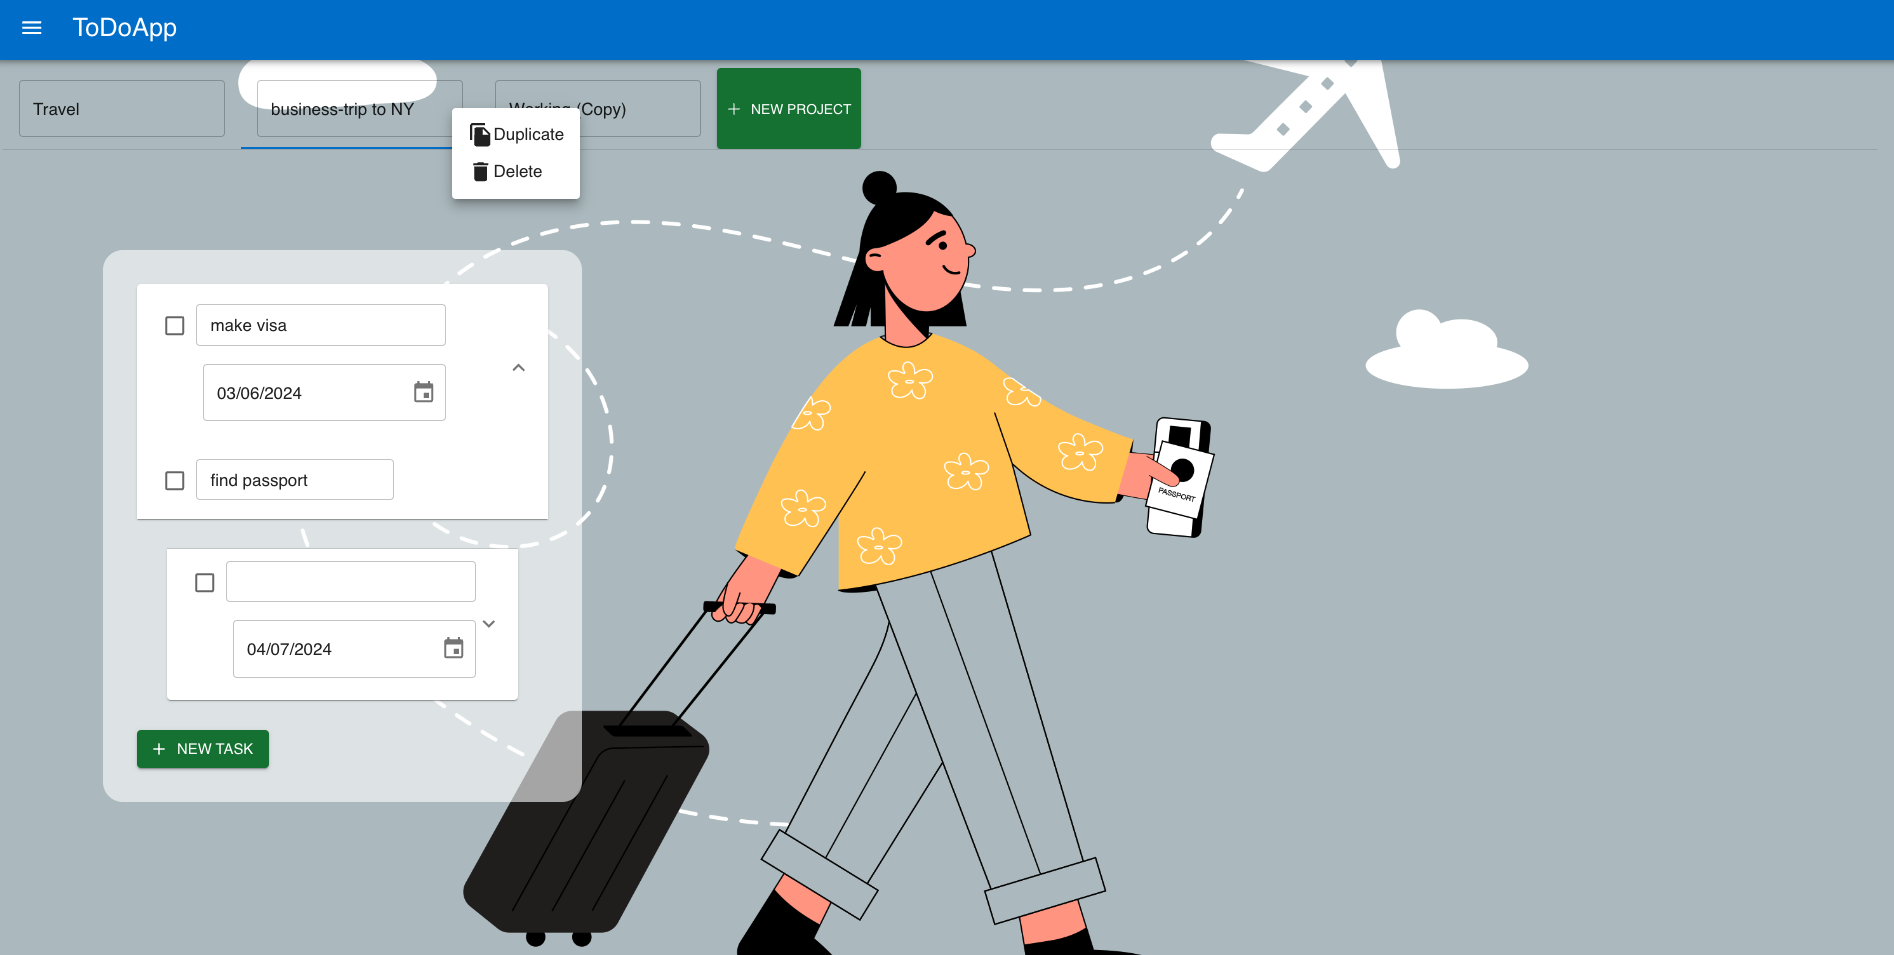 ToDoApp
Travel
business-trip to NY
Working (Copy)
NEW PROJECT
Duplicate
Delete
make visa
03/06/2024
find passport
PASSPORT
04/07/2024
NEW TASK